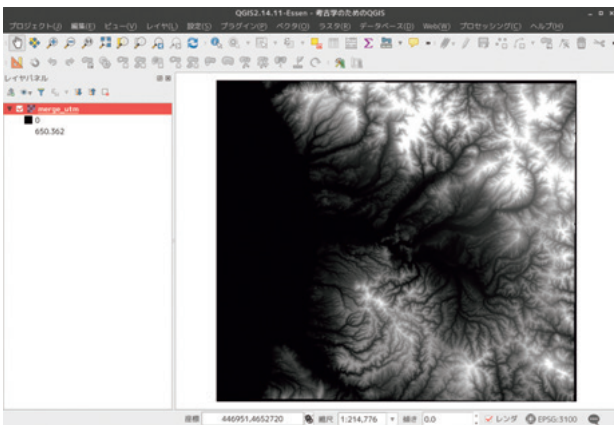 QGIS2.14.11-Essen - 考古学のためのQGIS
プロジェクト(J) 編集(E) ビュー(V) レイヤ(L) 設定(S) プラグイン(P) ベクタ(O) ラスタ(R) データベース(D) Web(W) プロセッシング(C) ヘルプ(H)
レイヤパネル
merge_utm
0
650.362
座標 446951,4652720 縮尺 1:214,776 傾き 0.0 レンダ EPSG:3100